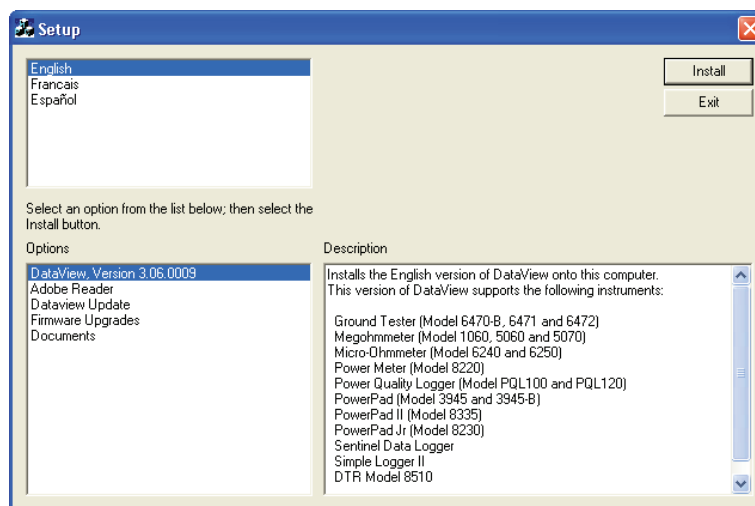 Setup
English
Francais
Español
Install
Exit
Select an option from the list below; then select the
Install button.
Options
DataView, Version 3.06.0009
Adobe Reader
Dataview Update
Firmware Upgrades
Documents
Description
Installs the English version of DataView onto this computer.
This version of DataView supports the following instruments:
Ground Tester (Model 6470-B, 6471 and 6472)
Megohmmeter (Model 1060, 5060 and 5070)
Micro-Ohmmeter (Model 6240 and 6250)
Power Meter (Model 8220)
Power Quality Logger (Model PQL100 and PQL120)
PowerPad (Model 3945 and 3945-B)
PowerPad II (Model 8335)
PowerPad Jr (Model 8230)
Sentinel Data Logger
Simple Logger II
DTR Model 8510